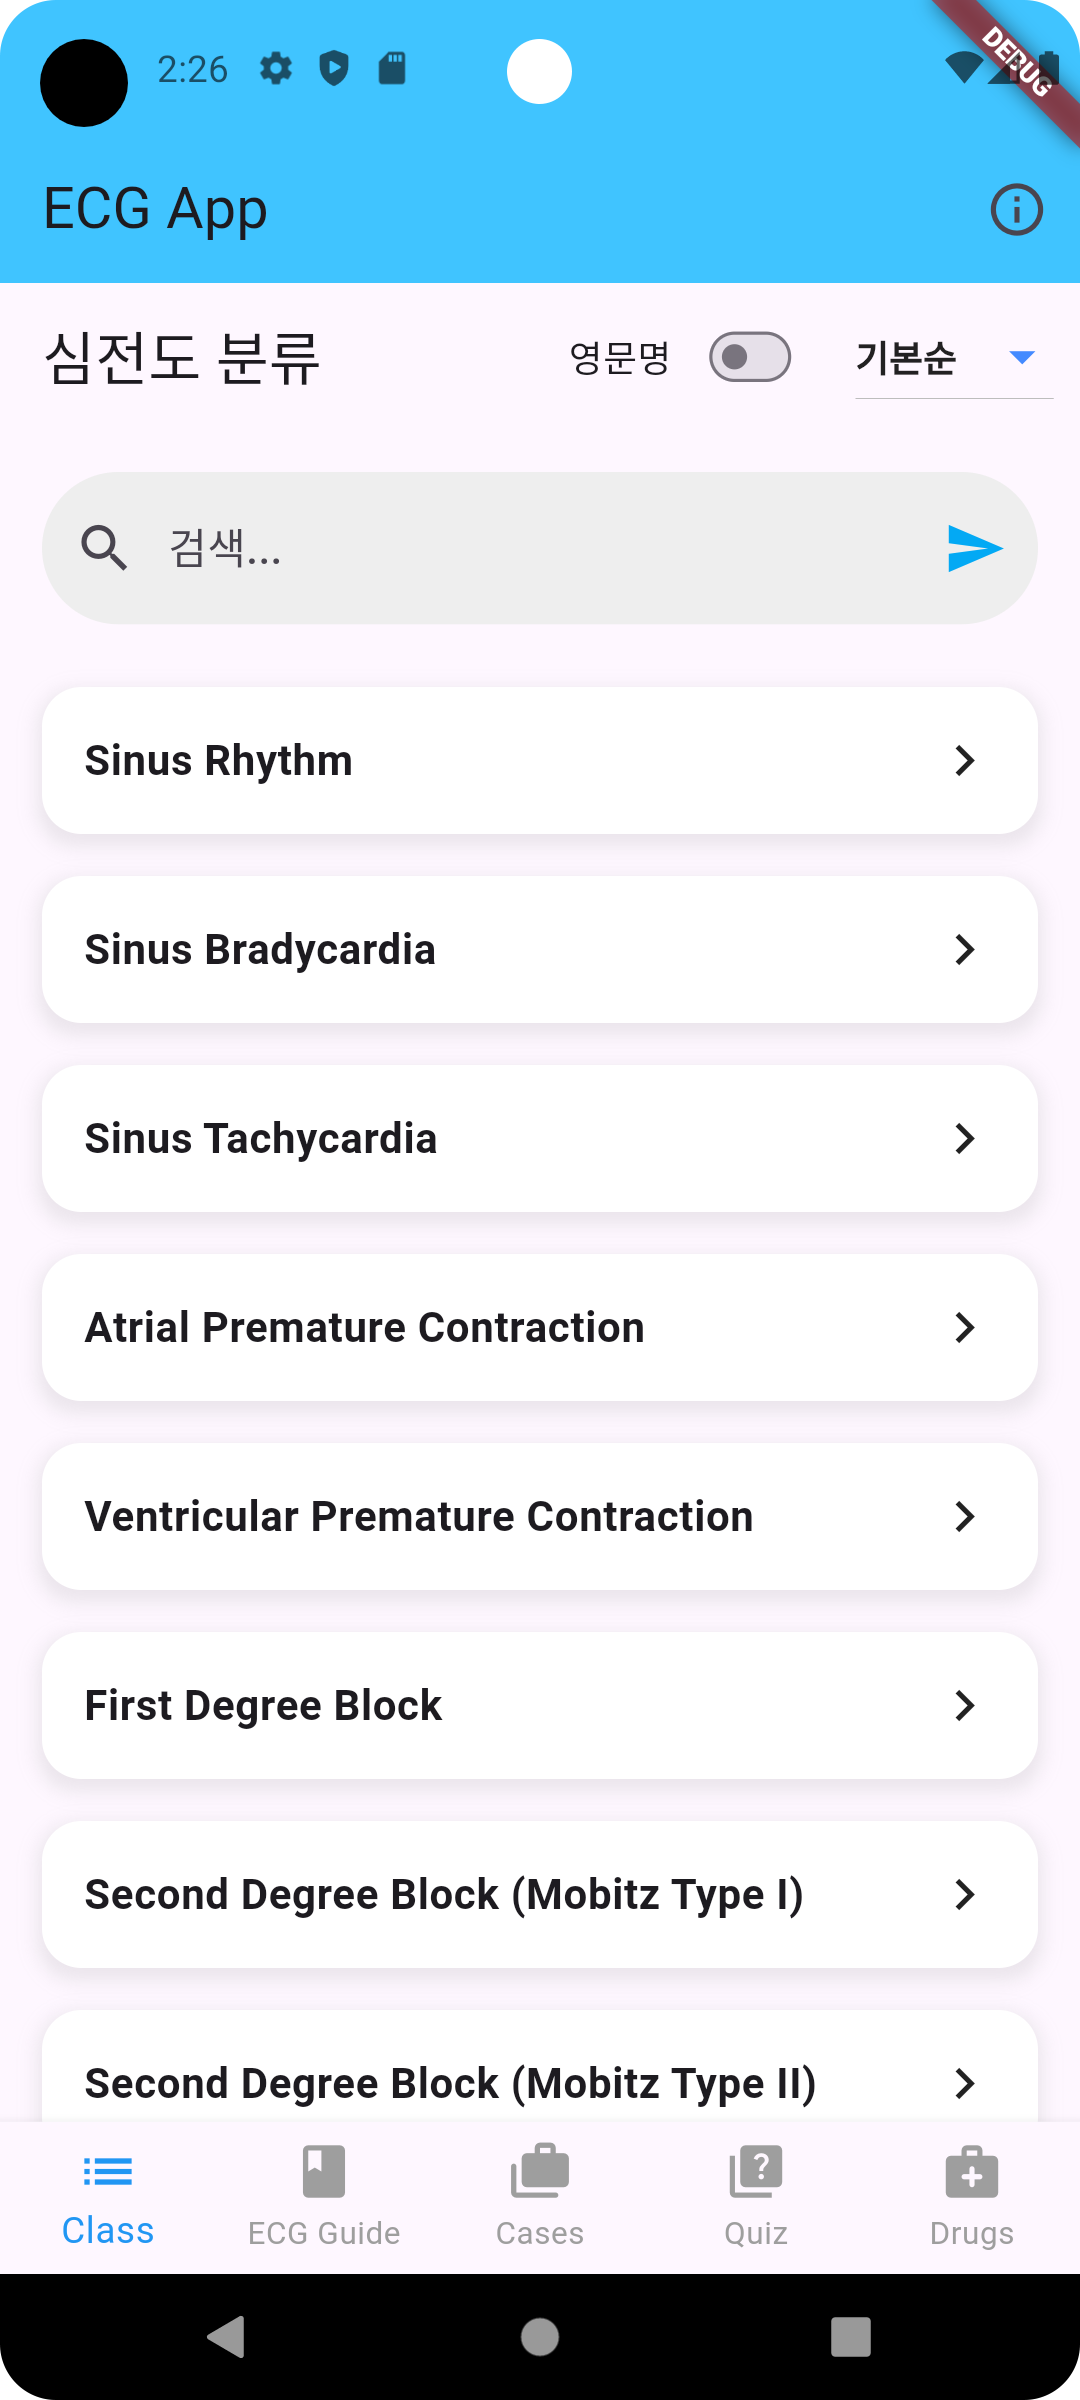 2:26
DEBUG
ECG App
심전도 분류
영문명
기본순
검색...
Sinus Rhythm
Sinus Bradycardia
Sinus Tachycardia
Atrial Premature Contraction
Ventricular Premature Contraction
First Degree Block
Second Degree Block (Mobitz Type I)
Second Degree Block (Mobitz Type II)
Class
ECG Guide
Cases
Quiz
Drugs